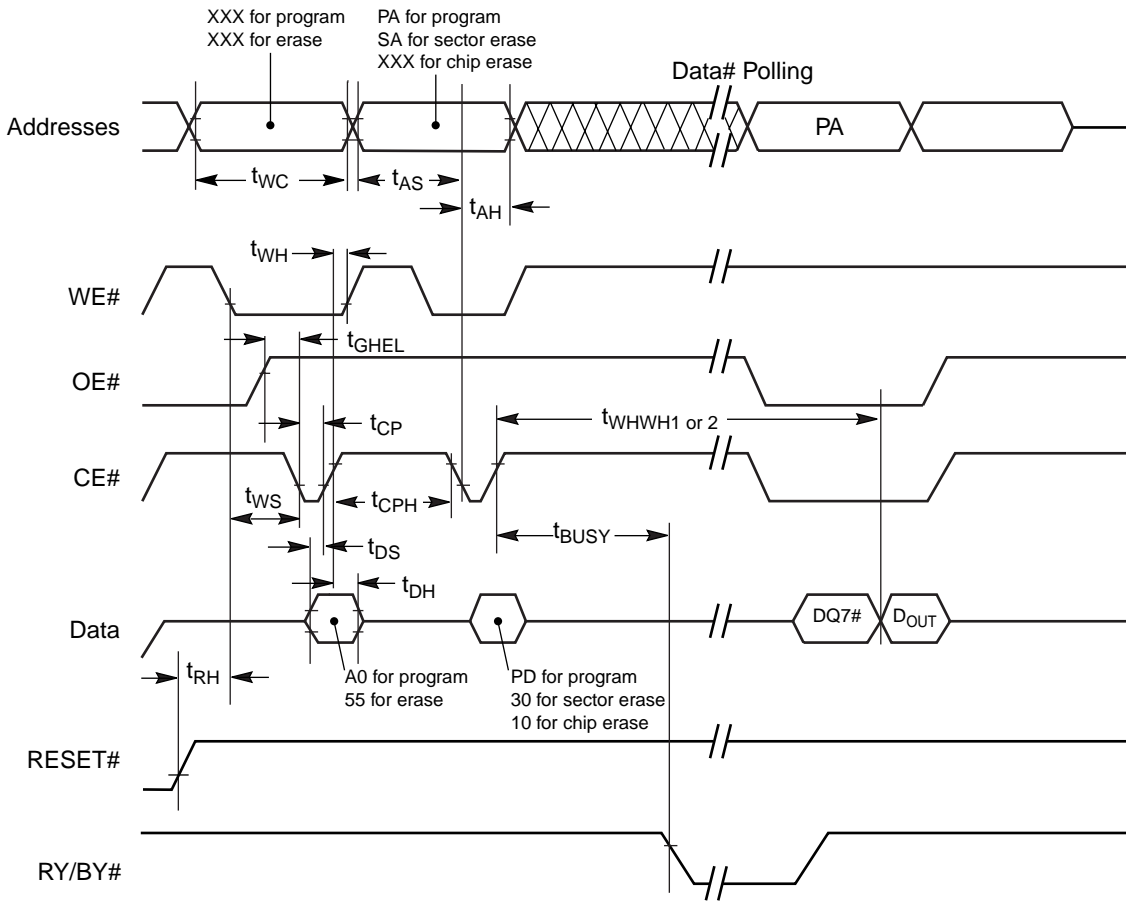 XXX for program
XXX for erase
PA for program
SA for sector erase
XXX for chip erase
Data# Polling
Addresses
PA
tWC
tAS
tAH
tWH
WE#
tGHEL
OE#
tWHWH1 or 2
tCP
CE#
tWS
tCPH
tBUSY
tDS
tDH
Data
DQ7#
DOUT
tRH
A0 for program
55 for erase
PD for program
30 for sector erase
10 for chip erase
RESET#
RY/BY#